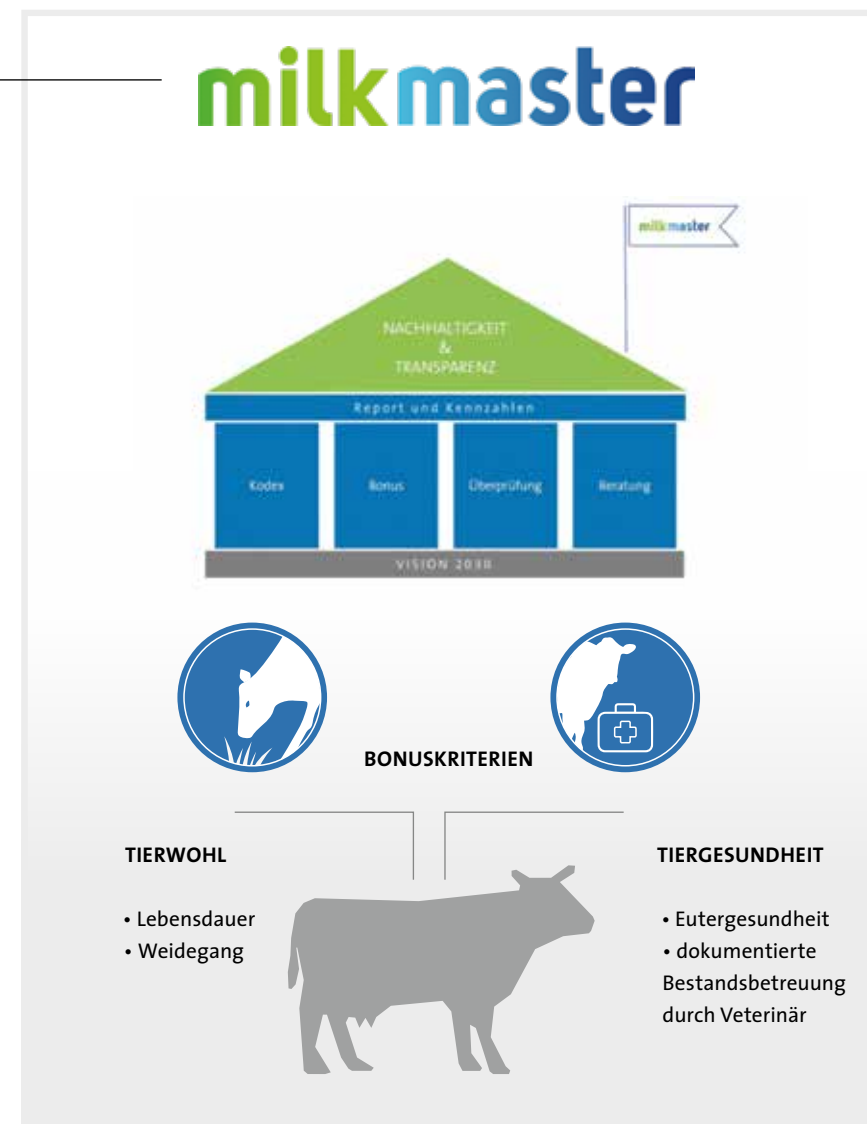 milkmaster
milkmaster
NACHHALTIGKEIT
&
TRANSPARENZ
Report und Kennzahlen
Kodex
Bonus
Überprüfung
Beratung
VISION 2030
BONUSKRITERIEN
TIERWOHL
• Lebensdauer
• Weidegang
TIERGESUNDHEIT
• Eutergesundheit
• dokumentierte
Bestandsbetreuung
durch Veterinär